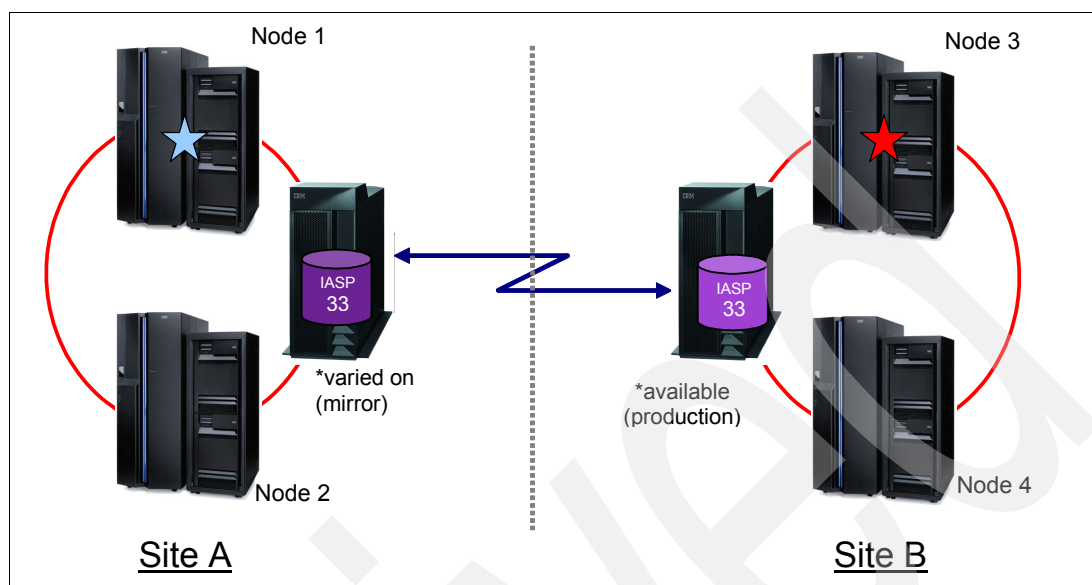 Node 1
Node 3
IASP
33
IASP
33
*varied on
(mirror)
*available
(production)
Node 2
Node 4
Site A
Site B